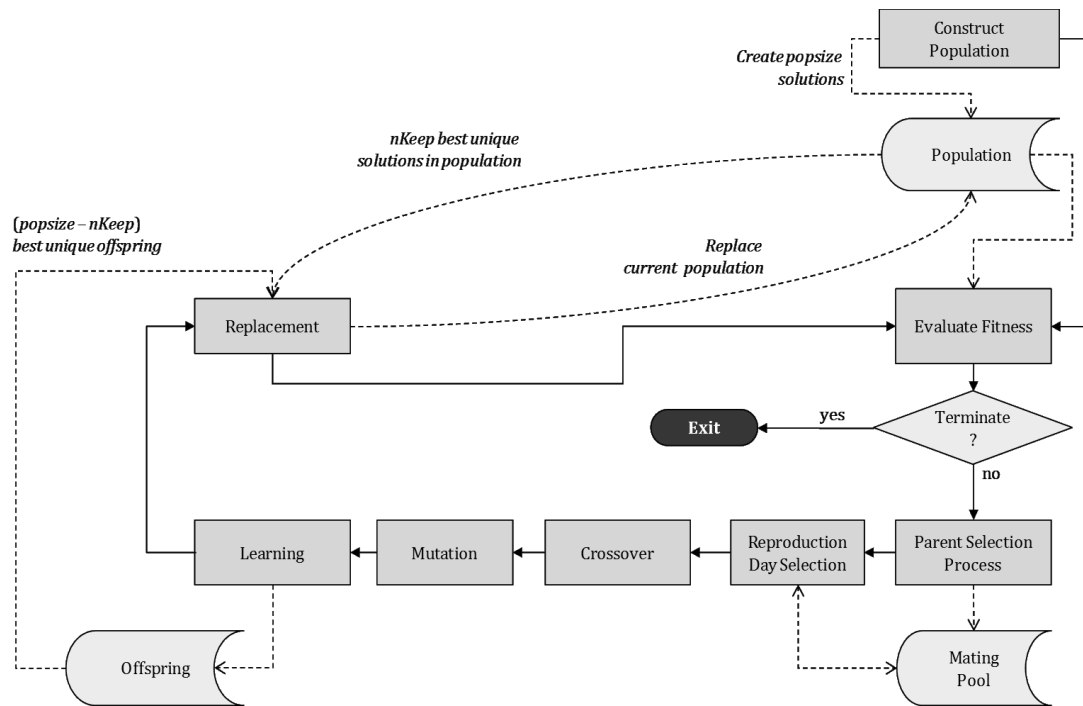 Construct
Population
Create popsize
solutions
nKeep best unique
solutions in population
Population
(popsize – nKeep)
best unique offspring
Replace
current population
Replacement
Evaluate Fitness
Exit
yes
Terminate
?
no
Learning
Mutation
Crossover
Reproduction
Day Selection
Parent Selection
Process
Offspring
Mating
Pool